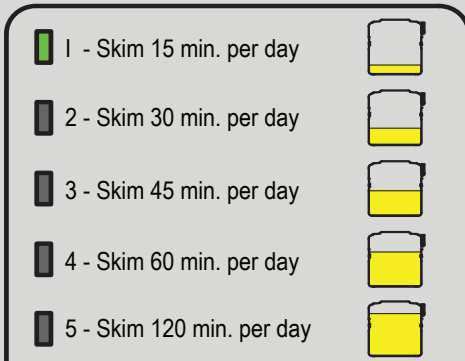 I - Skim 15 min. per day
2 - Skim 30 min. per day
3 - Skim 45 min. per day
4 - Skim 60 min. per day
5 - Skim 120 min. per day